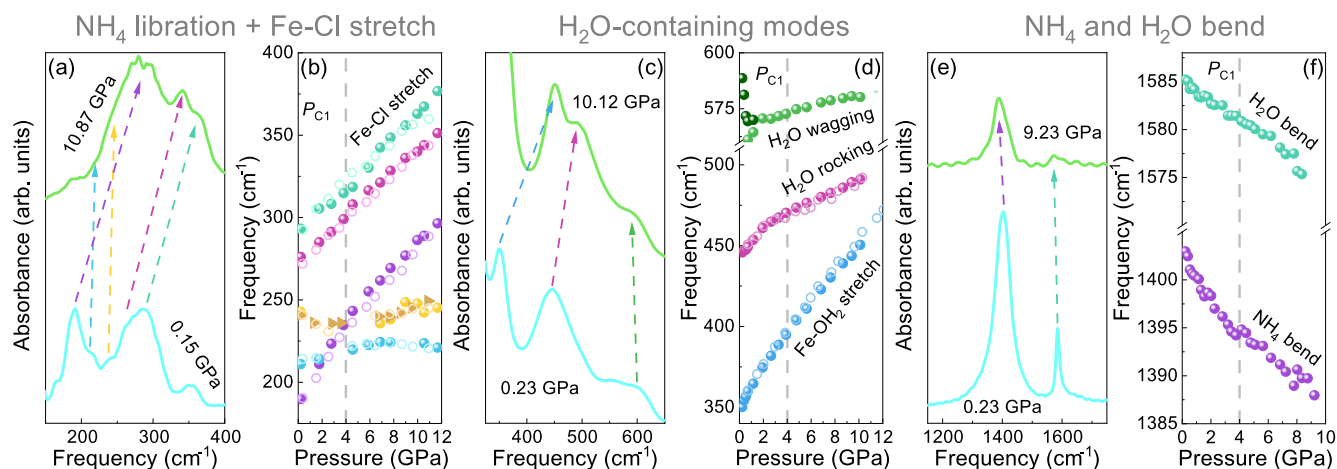 NH4 libration + Fe-Cl stretch
H2O-containing modes
NH4 and H2O bend
(a)
10.87 GPa
0.15 GPa
Absorbance (arb. units)
200 300 400
Frequency (cm-1)
(b)
PC1
Fe-Cl stretch
400
350
300
250
200
Frequency (cm-1)
0 2 4 6 8 10 12
Pressure (GPa)
(c)
10.12 GPa
0.23 GPa
Absorbance (arb. units)
400 500 600
Frequency (cm-1)
(d)
PC1
H2O wagging
H2O rocking
Fe-OH2 stretch
600
575
500
450
400
350
Frequency (cm-1)
0 2 4 6 8 10 12
Pressure (GPa)
(e)
9.23 GPa
0.23 GPa
Absorbance (arb. units)
1200 1400 1600
Frequency (cm-1)
(f)
PC1
H2O bend
NH4 bend
1585
1580
1575
1400
1395
1390
1385
Frequency (cm-1)
0 2 4 6 8 10
Pressure (GPa)